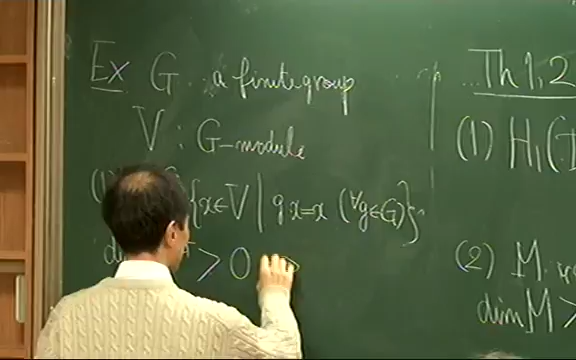 Ex G ... a finite group
V : G-module
{x∈V | g.x=x (∀g∈G)}
> 0
Th 1,2
(1) H₁(
(2) M
dim M >